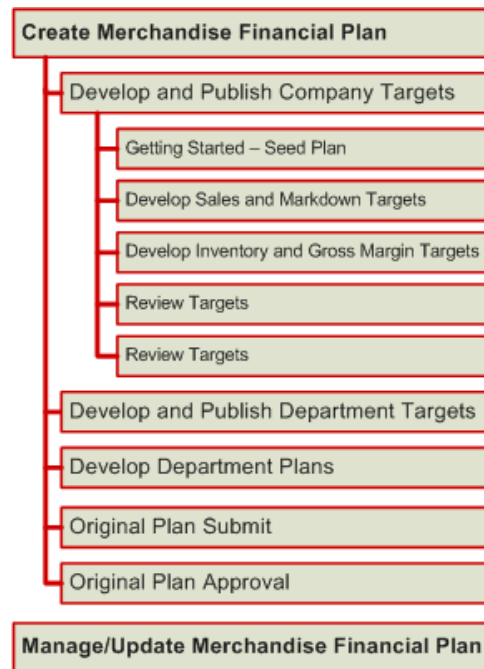 Create Merchandise Financial Plan
Develop and Publish Company Targets
Getting Started – Seed Plan
Develop Sales and Markdown Targets
Develop Inventory and Gross Margin Targets
Review Targets
Review Targets
Develop and Publish Department Targets
Develop Department Plans
Original Plan Submit
Original Plan Approval
Manage/Update Merchandise Financial Plan